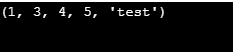 (1, 3, 4, 5, 'test')